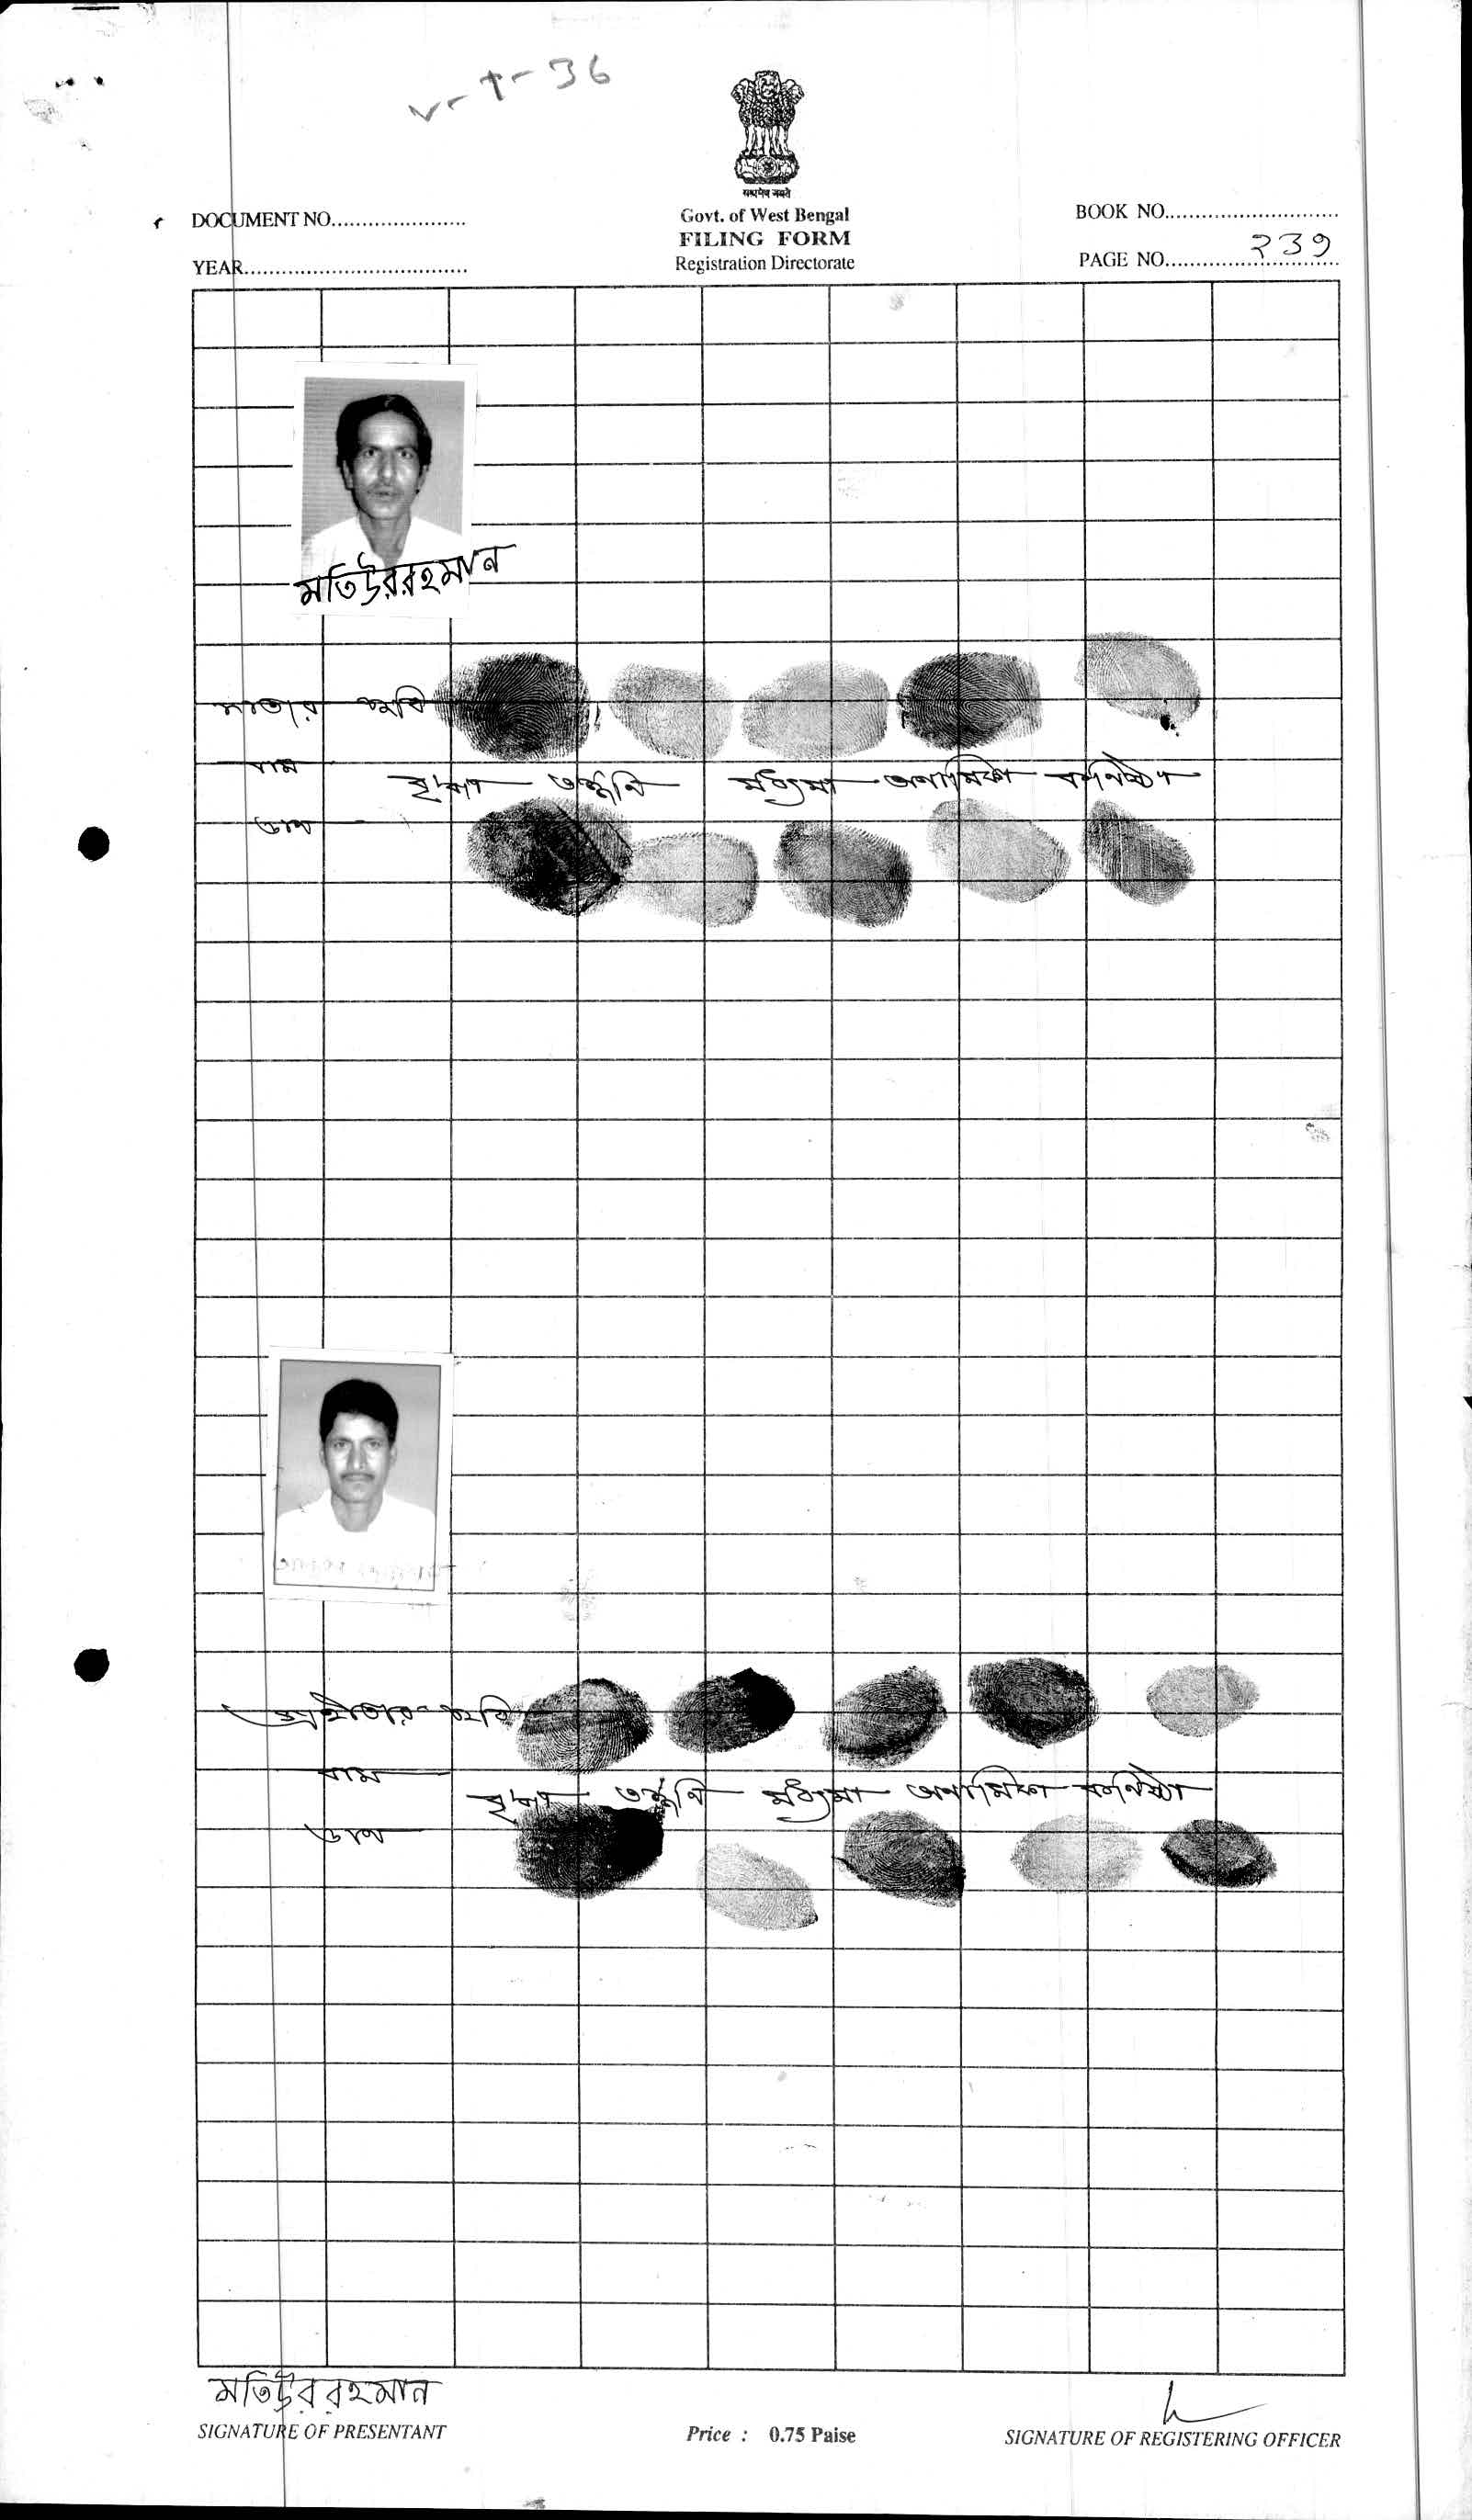 V-1-36
सत्यमेव जयते
Govt. of West Bengal
FILING FORM
Registration Directorate
DOCUMENT NO......................
BOOK NO.............................
YEAR.....................................
PAGE NO............................. 239
মতিউররহমান
দাতার ছবি
বাম
বৃদ্ধা তর্জ্জনি মধ্যমা অনামিকা কনিষ্ঠা
ডান
গ্রহীতার ছবি
বাম
বৃদ্ধা তর্জ্জনি মধ্যমা অনামিকা কনিষ্ঠা
ডান
মতিউররহমান
SIGNATURE OF PRESENTANT
Price : 0.75 Paise
SIGNATURE OF REGISTERING OFFICER